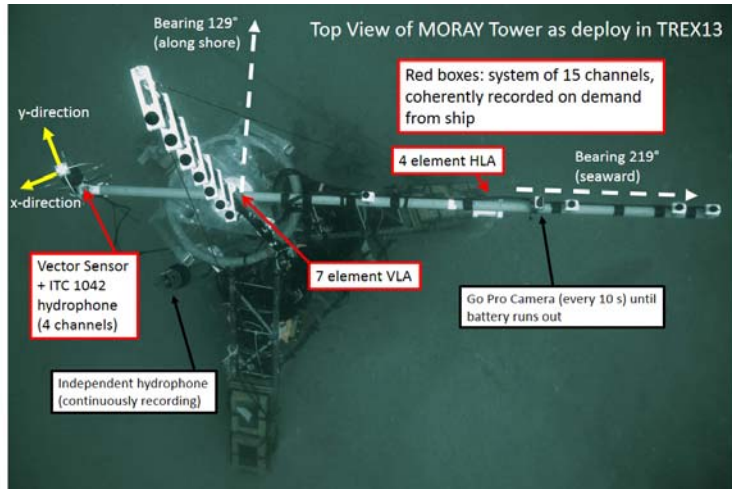 Top View of MORAY Tower as deploy in TREX13
Bearing 129°
(along shore)
Red boxes: system of 15 channels,
coherently recorded on demand
from ship
y-direction
x-direction
4 element HLA
Bearing 219°
(seaward)
Vector Sensor
+ ITC 1042
hydrophone
(4 channels)
7 element VLA
Go Pro Camera (every 10 s) until
battery runs out
Independent hydrophone
(continuously recording)